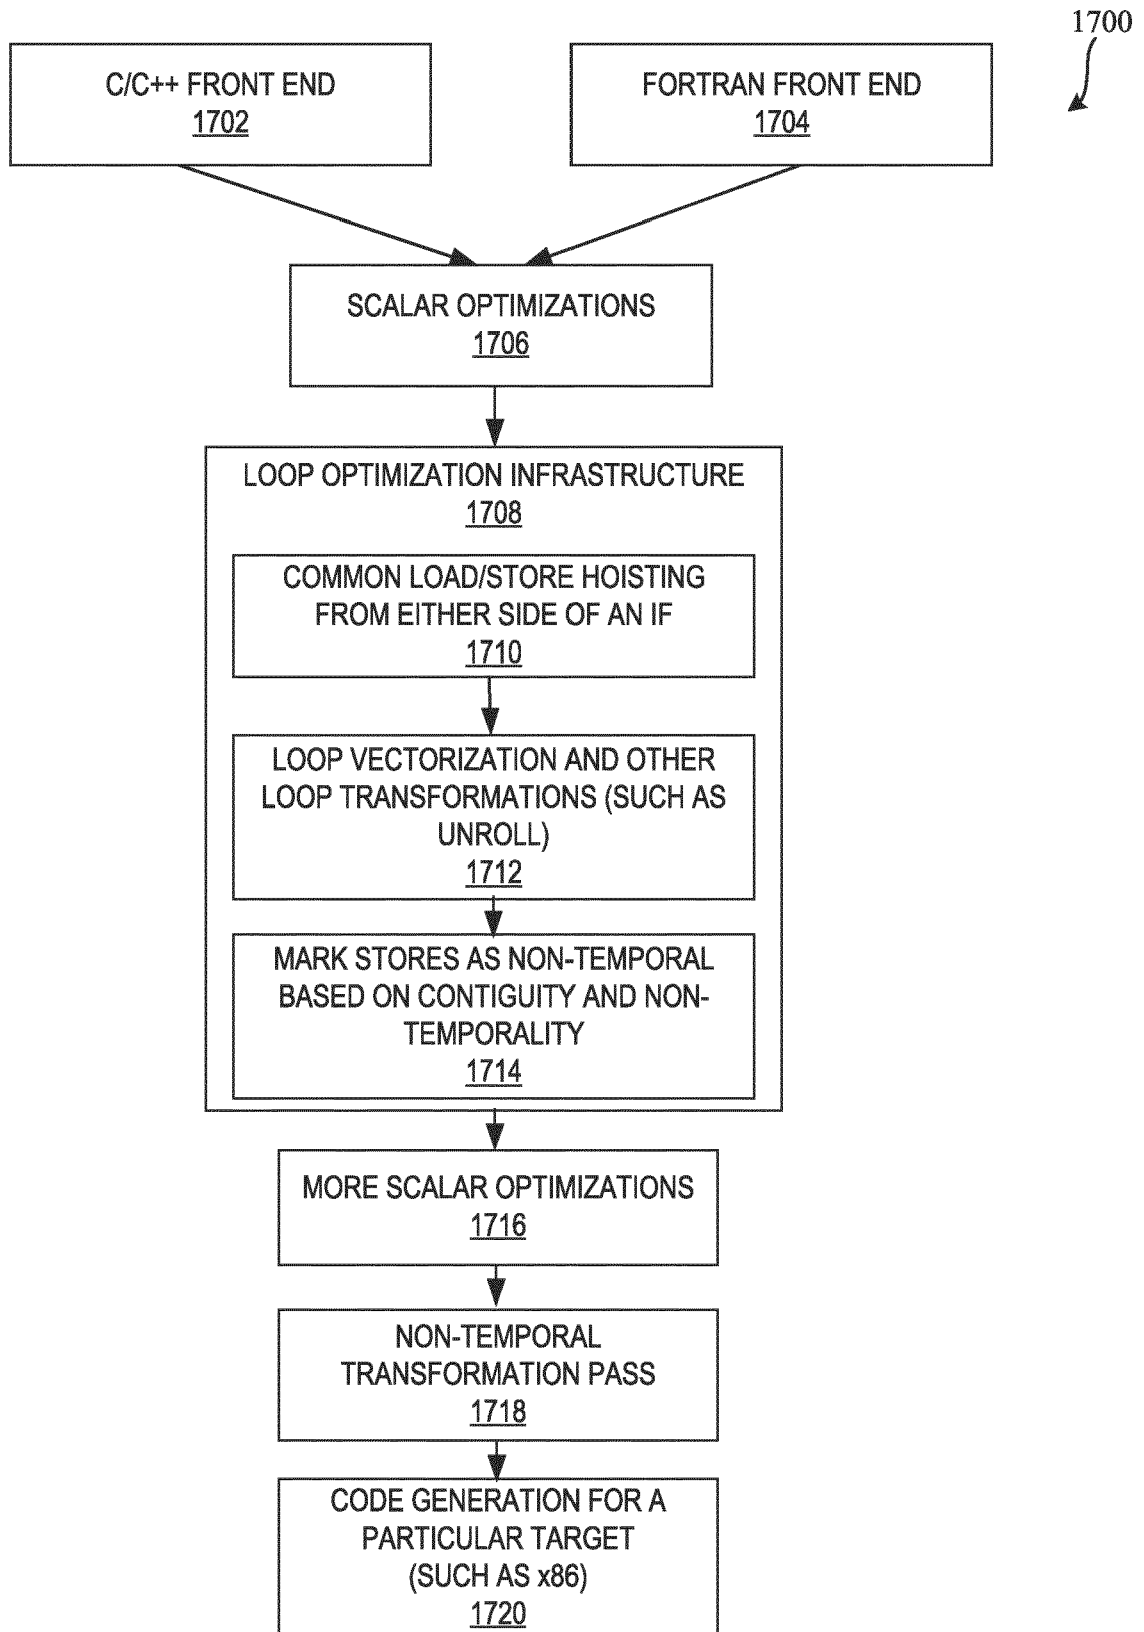 1700
C/C++ FRONT END
1702
FORTRAN FRONT END
1704
SCALAR OPTIMIZATIONS
1706
LOOP OPTIMIZATION INFRASTRUCTURE
1708
COMMON LOAD/STORE HOISTING
FROM EITHER SIDE OF AN IF
1710
LOOP VECTORIZATION AND OTHER
LOOP TRANSFORMATIONS (SUCH AS
UNROLL)
1712
MARK STORES AS NON-TEMPORAL
BASED ON CONTIGUITY AND NON-
TEMPORALITY
1714
MORE SCALAR OPTIMIZATIONS
1716
NON-TEMPORAL
TRANSFORMATION PASS
1718
CODE GENERATION FOR A
PARTICULAR TARGET
(SUCH AS x86)
1720